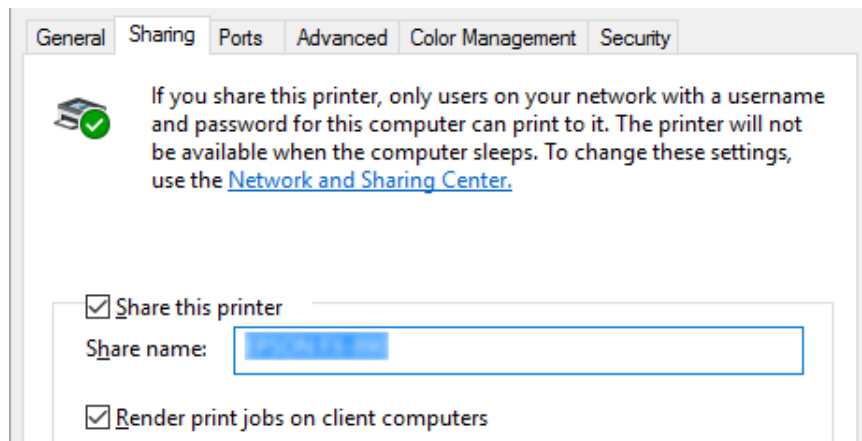 General Sharing Ports Advanced Color Management Security
If you share this printer, only users on your network with a username
and password for this computer can print to it. The printer will not
be available when the computer sleeps. To change these settings,
use the Network and Sharing Center.
Share this printer
Share name:
Render print jobs on client computers